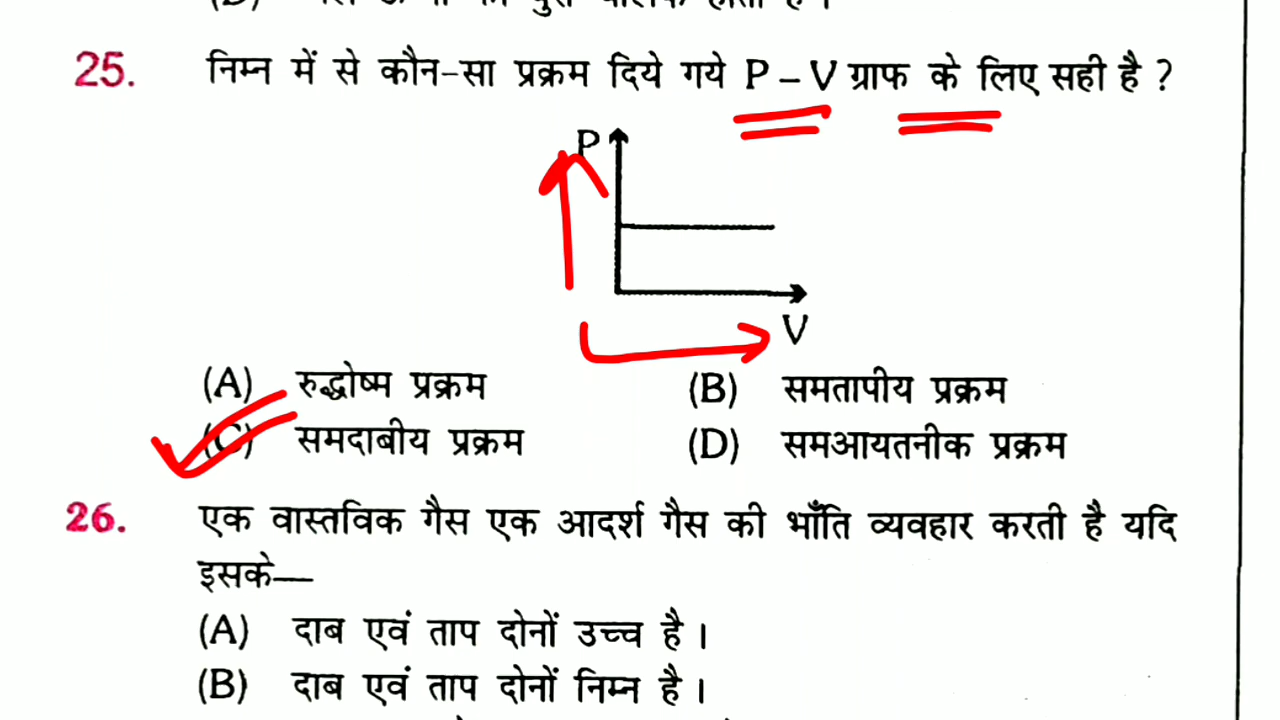 25. निम्न में से कौन-सा प्रक्रम दिये गये P – V ग्राफ के लिए सही है ?
P
V
(A) रुद्धोष्म प्रक्रम (B) समतापीय प्रक्रम
(C) समदाबीय प्रक्रम (D) समआयतनीक प्रक्रम
26. एक वास्तविक गैस एक आदर्श गैस की भाँति व्यवहार करती है यदि
इसके—
(A) दाब एवं ताप दोनों उच्च है ।
(B) दाब एवं ताप दोनों निम्न है ।